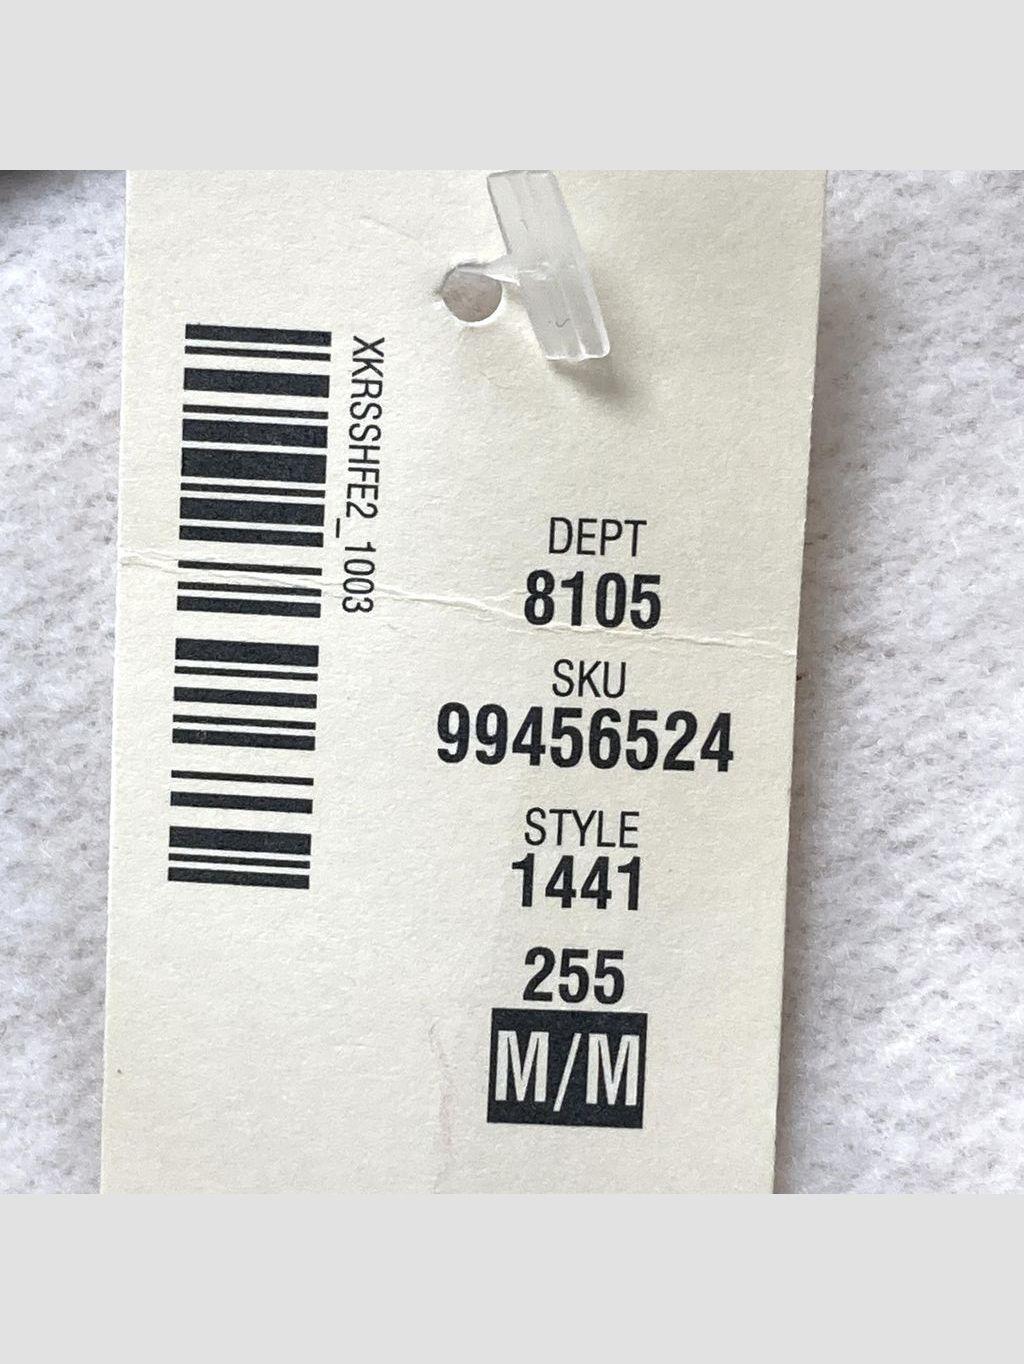 XKRSSHFE2_1003
DEPT
8105
SKU
99456524
STYLE
1441
255
M/M